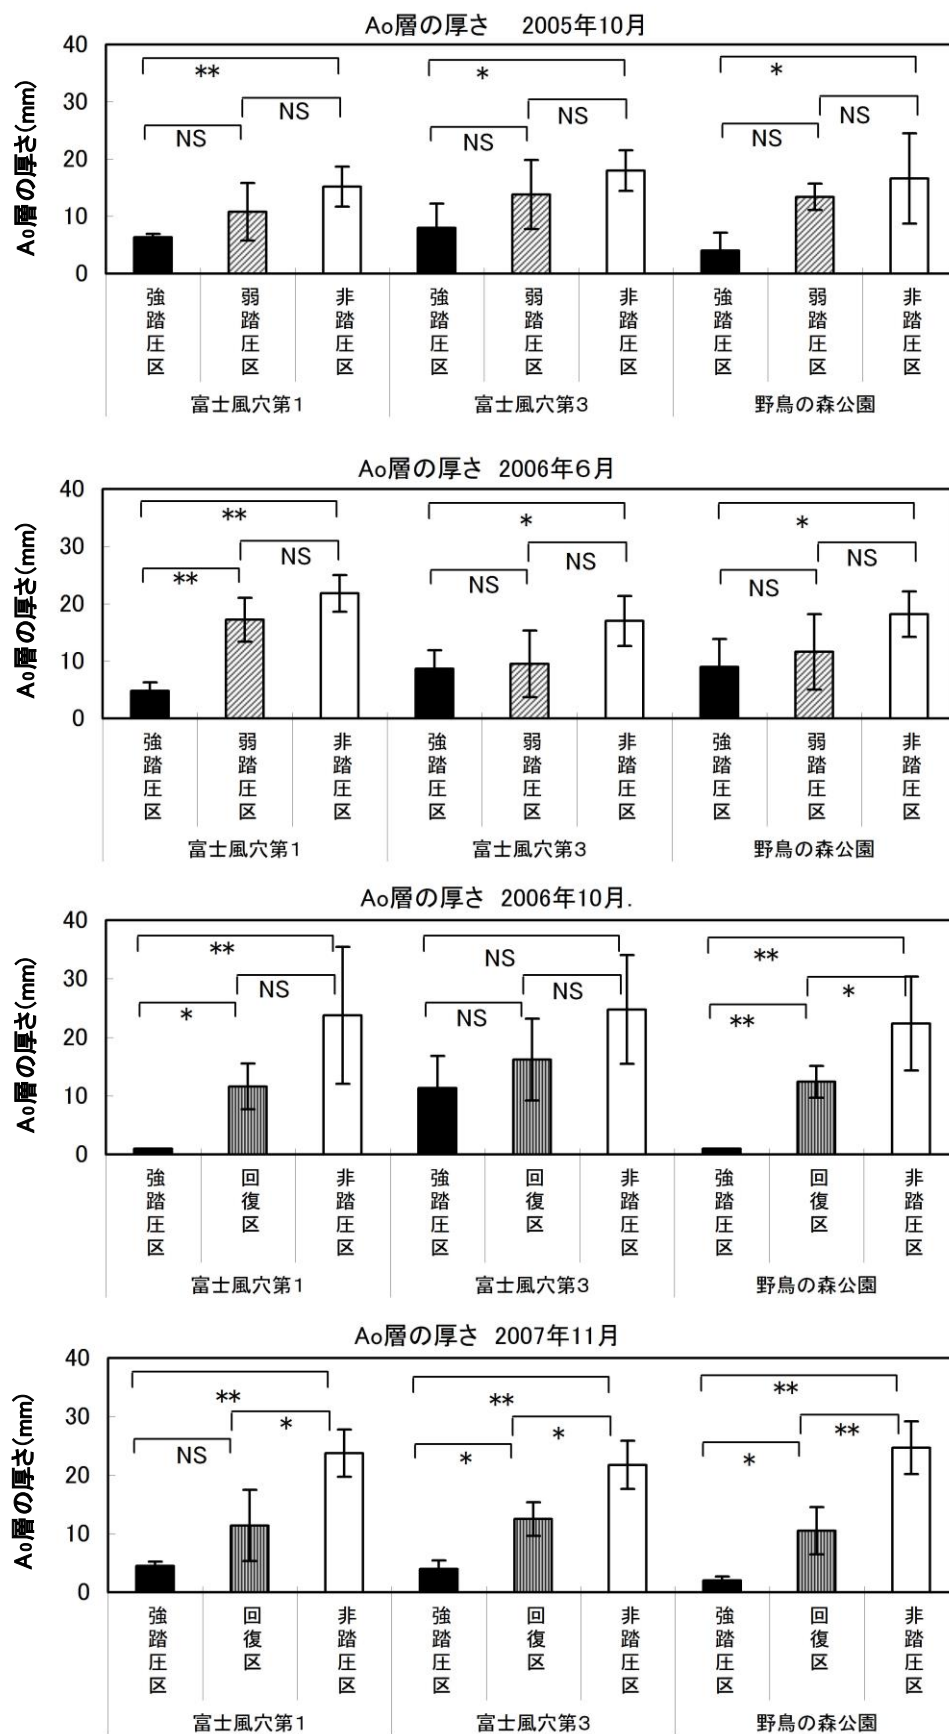 Ao層の厚さ 2005年10月
Ao層の厚さ(mm)
40
30
20
10
0
** * *
NS NS NS NS NS NS
強踏圧区 弱踏圧区 非踏圧区 強踏圧区 弱踏圧区 非踏圧区 強踏圧区 弱踏圧区 非踏圧区
富士風穴第1 富士風穴第3 野鳥の森公園
Ao層の厚さ 2006年6月
Ao層の厚さ(mm)
40
30
20
10
0
** * *
** NS NS NS NS NS
強踏圧区 弱踏圧区 非踏圧区 強踏圧区 弱踏圧区 非踏圧区 強踏圧区 弱踏圧区 非踏圧区
富士風穴第1 富士風穴第3 野鳥の森公園
Ao層の厚さ 2006年10月.
Ao層の厚さ(mm)
40
30
20
10
0
** NS **
* NS NS NS ** *
強踏圧区 回復区 非踏圧区 強踏圧区 回復区 非踏圧区 強踏圧区 回復区 非踏圧区
富士風穴第1 富士風穴第3 野鳥の森公園
Ao層の厚さ 2007年11月
Ao層の厚さ(mm)
40
30
20
10
0
** ** **
NS * * * * **
強踏圧区 回復区 非踏圧区 強踏圧区 回復区 非踏圧区 強踏圧区 回復区 非踏圧区
富士風穴第1 富士風穴第3 野鳥の森公園